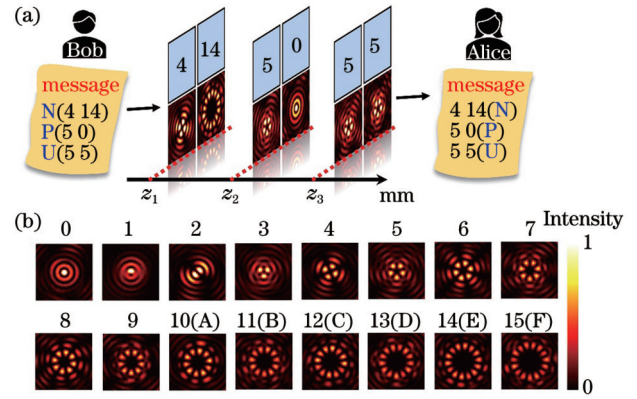 (a)
Bob
message
N(4 14)
P(5 0)
U(5 5)
4 14
5 0
5 5
z1 z2 z3 mm
Alice
message
4 14(N)
5 0(P)
5 5(U)
(b)
Intensity
0 1 2 3 4 5 6 7
8 9 10(A) 11(B) 12(C) 13(D) 14(E) 15(F)
1
0